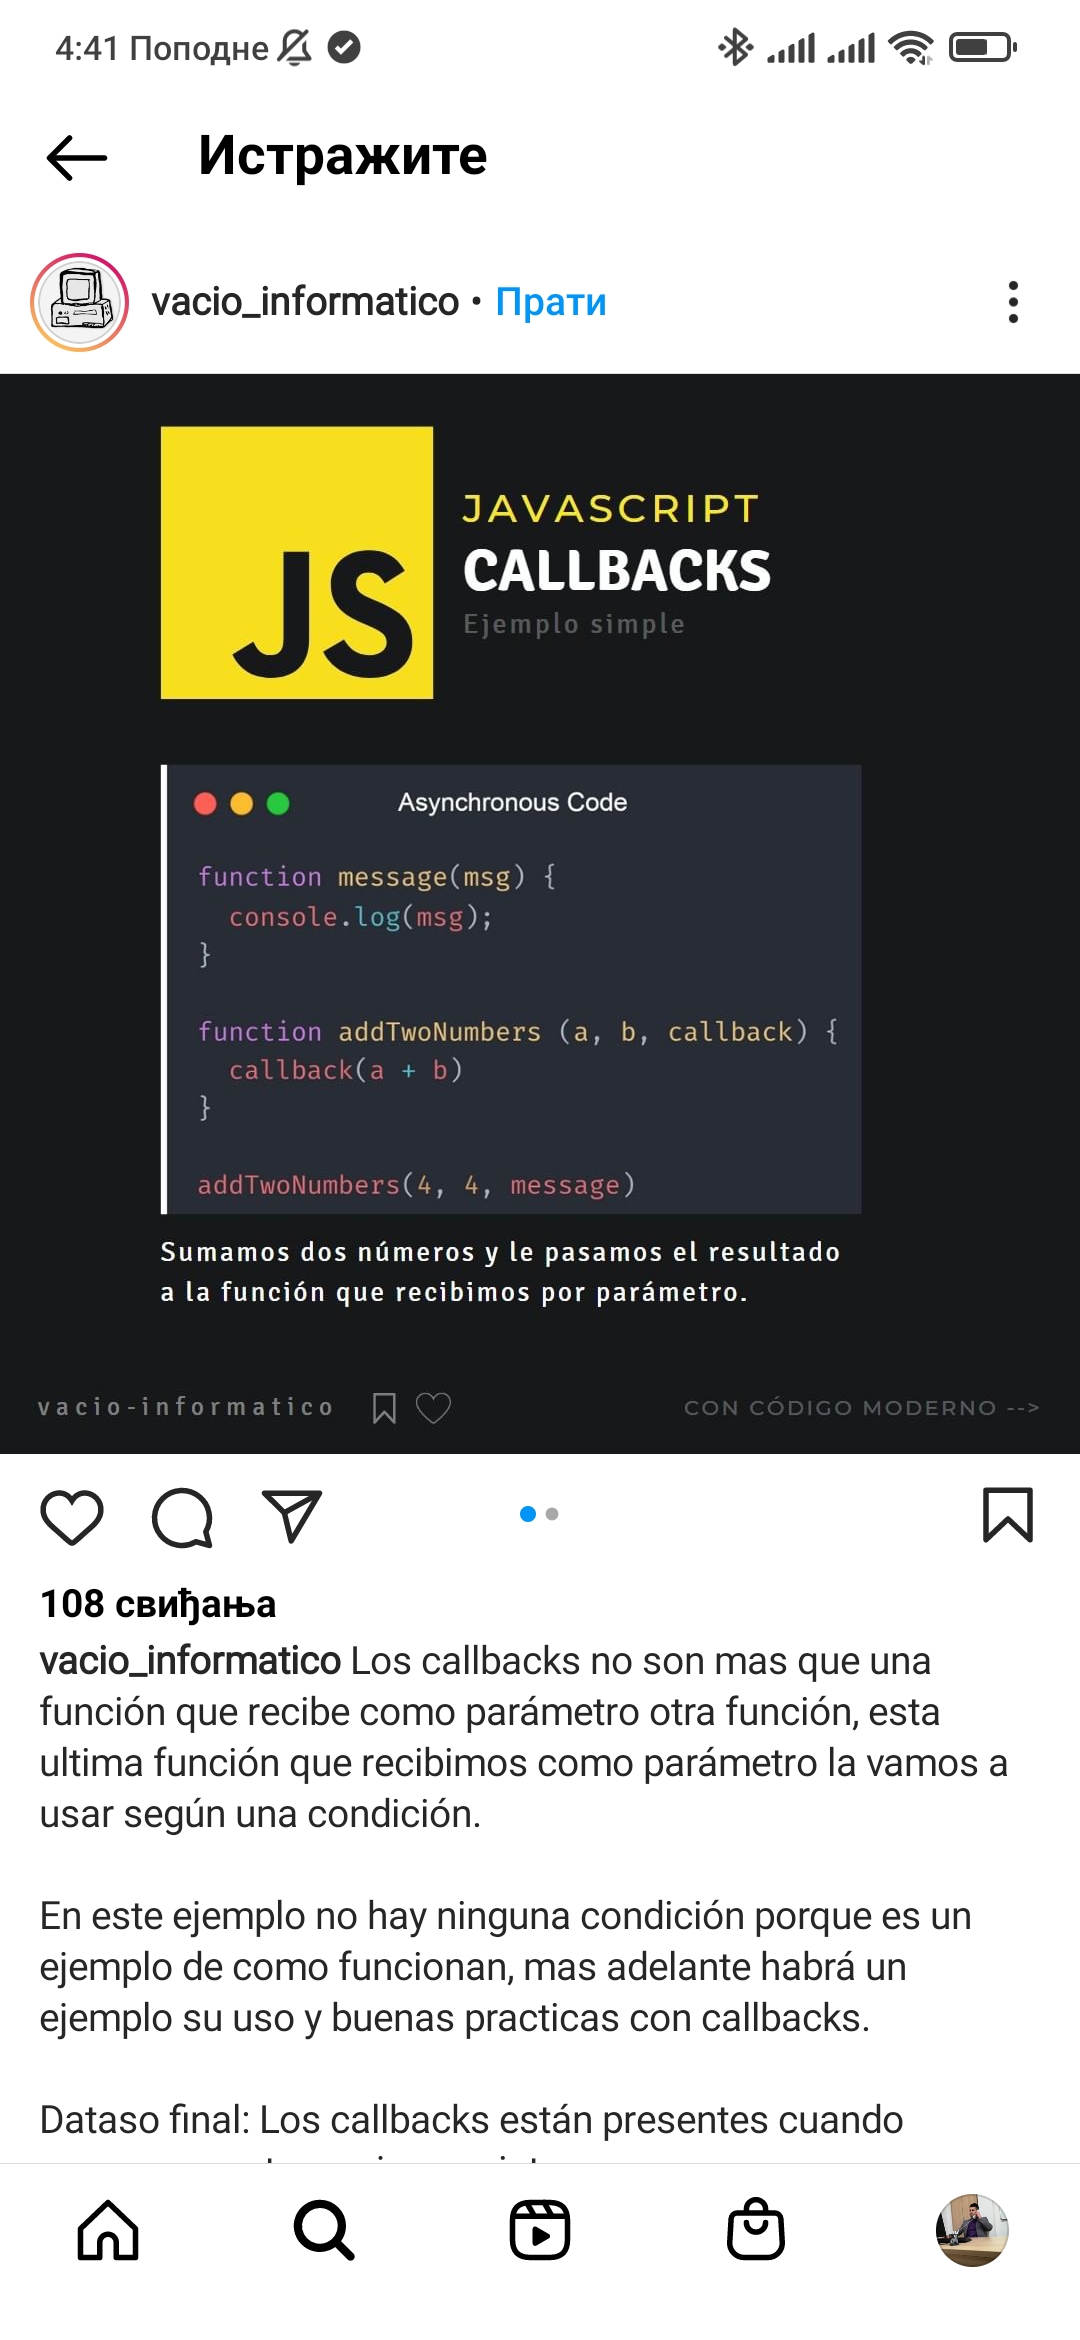 4:41 Поподне
Истражите
vacio_informatico • Прати
JS
JAVASCRIPT
CALLBACKS
Ejemplo simple
Asynchronous Code
function message(msg) {
console.log(msg);
}
function addTwoNumbers (a, b, callback) {
callback(a + b)
}
addTwoNumbers(4, 4, message)
Sumamos dos números y le pasamos el resultado
a la función que recibimos por parámetro.
vacio-informatico
CON CÓDIGO MODERNO -->
108 свиђања
vacio_informatico Los callbacks no son mas que una
función que recibe como parámetro otra función, esta
ultima función que recibimos como parámetro la vamos a
usar según una condición.
En este ejemplo no hay ninguna condición porque es un
ejemplo de como funcionan, mas adelante habrá un
ejemplo su uso y buenas practicas con callbacks.
Dataso final: Los callbacks están presentes cuando